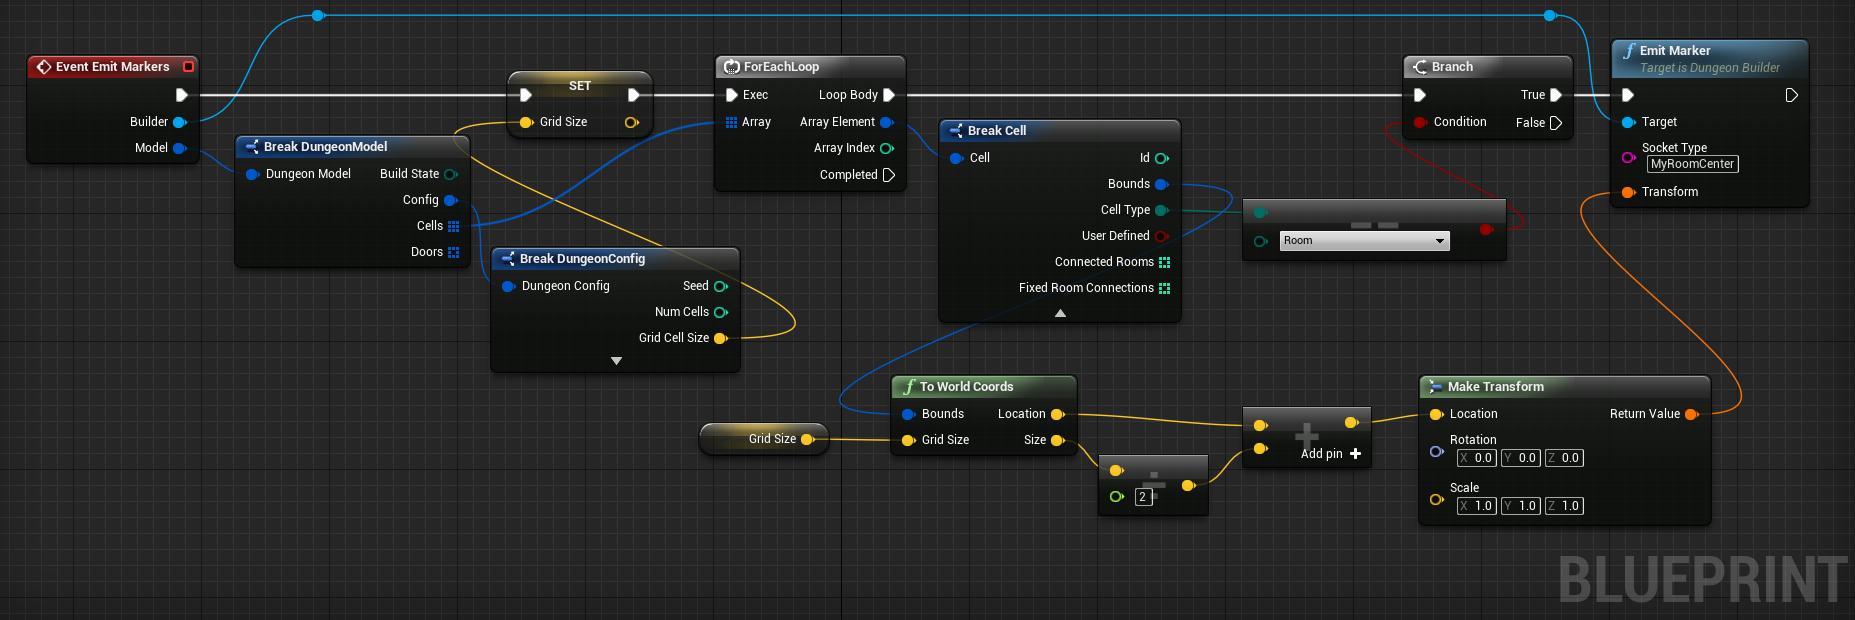 Event Emit Markers
Builder
Model
Break DungeonModel
Dungeon Model
Build State
Config
Cells
Doors
SET
Grid Size
Break DungeonConfig
Dungeon Config
Seed
Num Cells
Grid Cell Size
ForEachLoop
Exec
Loop Body
Array
Array Element
Array Index
Completed
Break Cell
Cell
Id
Bounds
Cell Type
User Defined
Connected Rooms
Fixed Room Connections
Room
Branch
True
Condition
False
f Emit Marker
Target is Dungeon Builder
Target
Socket Type
MyRoomCenter
Transform
Grid Size
f To World Coords
Bounds
Location
Grid Size
Size
2
Add pin
Make Transform
Location
Return Value
Rotation
X 0.0 Y 0.0 Z 0.0
Scale
X 1.0 Y 1.0 Z 1.0
BLUEPRINT